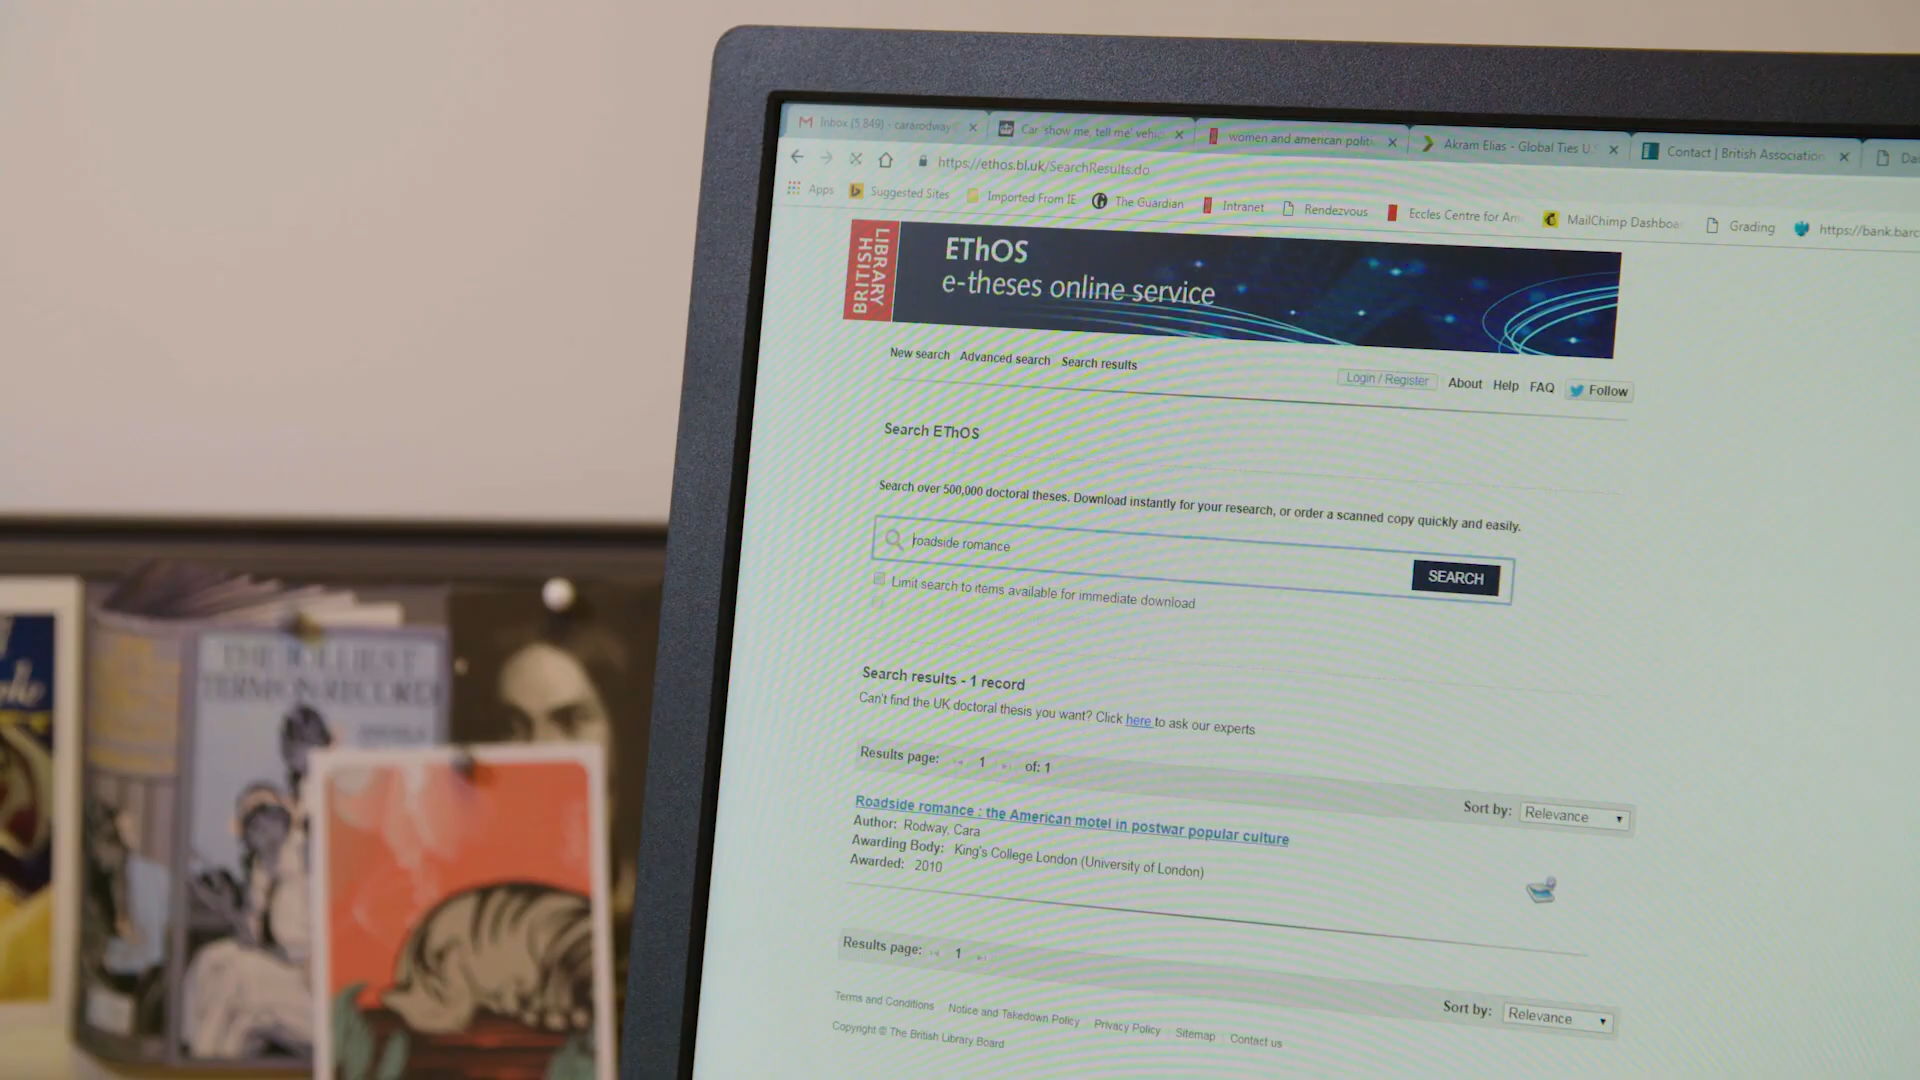 Inbox (5,849) - cararodway
Car 'show me, tell me' vehic
women and american politi
Akram Elias - Global Ties U.S
Contact | British Association
Da
https://ethos.bl.uk/SearchResults.do
Apps
Suggested Sites
Imported From IE
The Guardian
Intranet
Rendezvous
Eccles Centre for Am
MailChimp Dashboa
Grading
https://bank.barc
BRITISH
LIBRARY
EThOS
e-theses online service
New search Advanced search Search results
Login / Register About Help FAQ Follow
Search EThOS
Search over 500,000 doctoral theses. Download instantly for your research, or order a scanned copy quickly and easily.
roadside romance
SEARCH
Limit search to items available for immediate download
Search results - 1 record
Can't find the UK doctoral thesis you want? Click here to ask our experts
Results page: 1 of: 1
Sort by: Relevance
Roadside romance : the American motel in postwar popular culture
Author: Rodway, Cara
Awarding Body: King's College London (University of London)
Awarded: 2010
Results page: 1
Sort by: Relevance
Terms and Conditions Notice and Takedown Policy Privacy Policy Sitemap Contact us
Copyright © The British Library Board
THE JOLLIEST
TERM ON RECORD